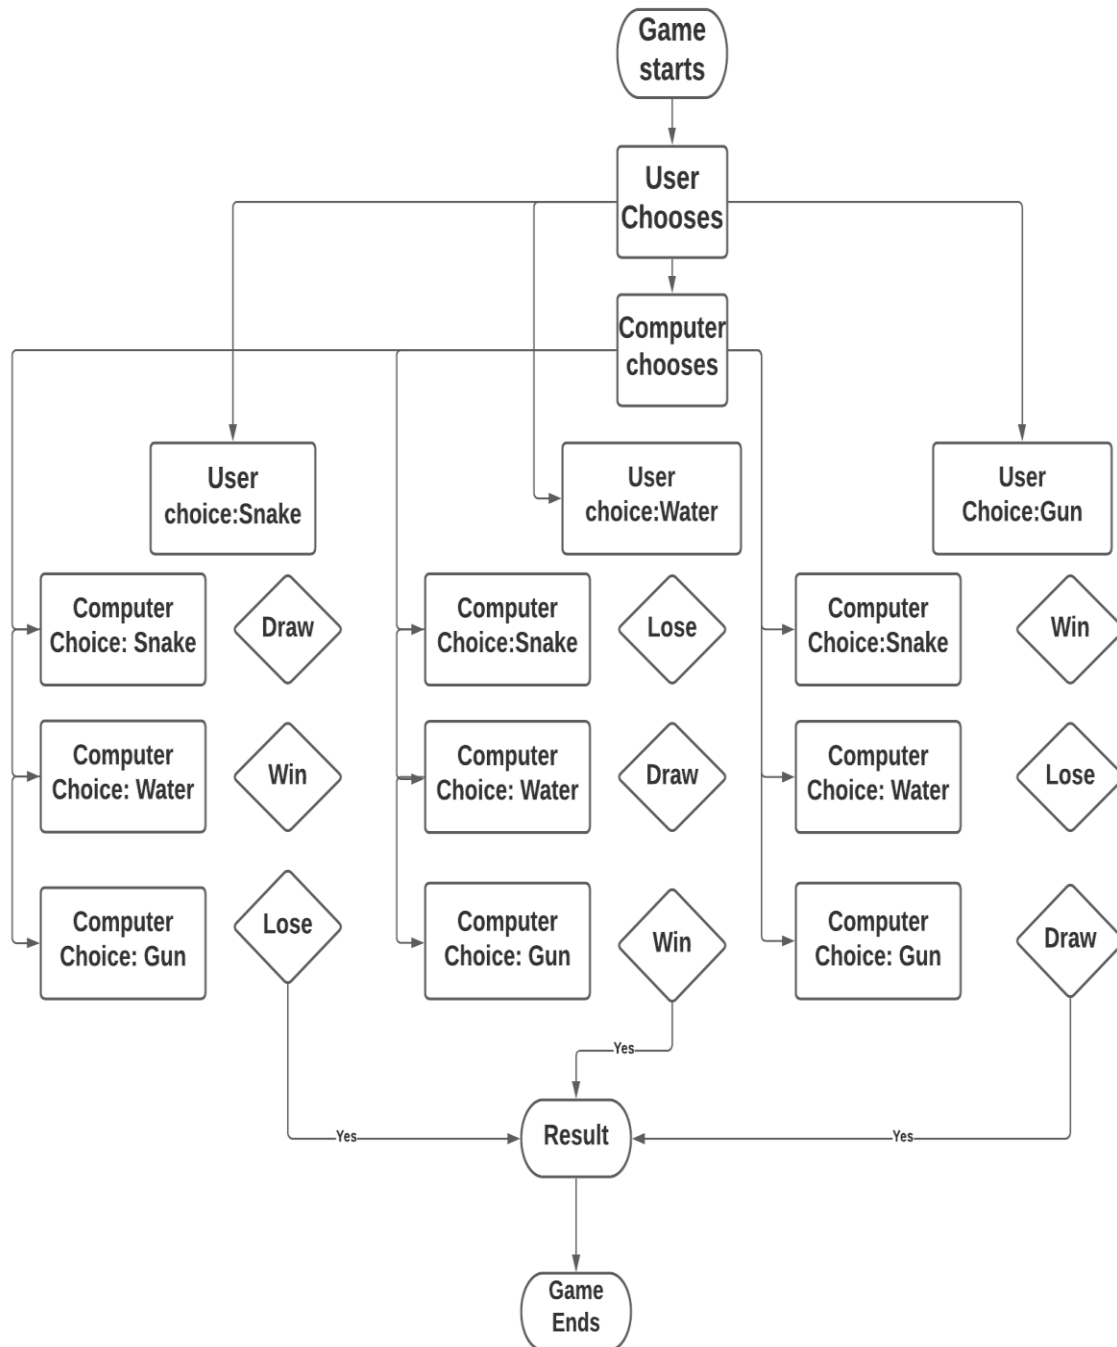 Game
starts
User
Chooses
Computer
chooses
User
choice:Snake
User
choice:Water
User
Choice:Gun
Computer
Choice: Snake
Draw
Computer
Choice:Snake
Lose
Computer
Choice:Snake
Win
Computer
Choice: Water
Win
Computer
Choice: Water
Draw
Computer
Choice: Water
Lose
Computer
Choice: Gun
Lose
Computer
Choice: Gun
Win
Computer
Choice: Gun
Draw
Yes
Yes
Result
Yes
Game
Ends